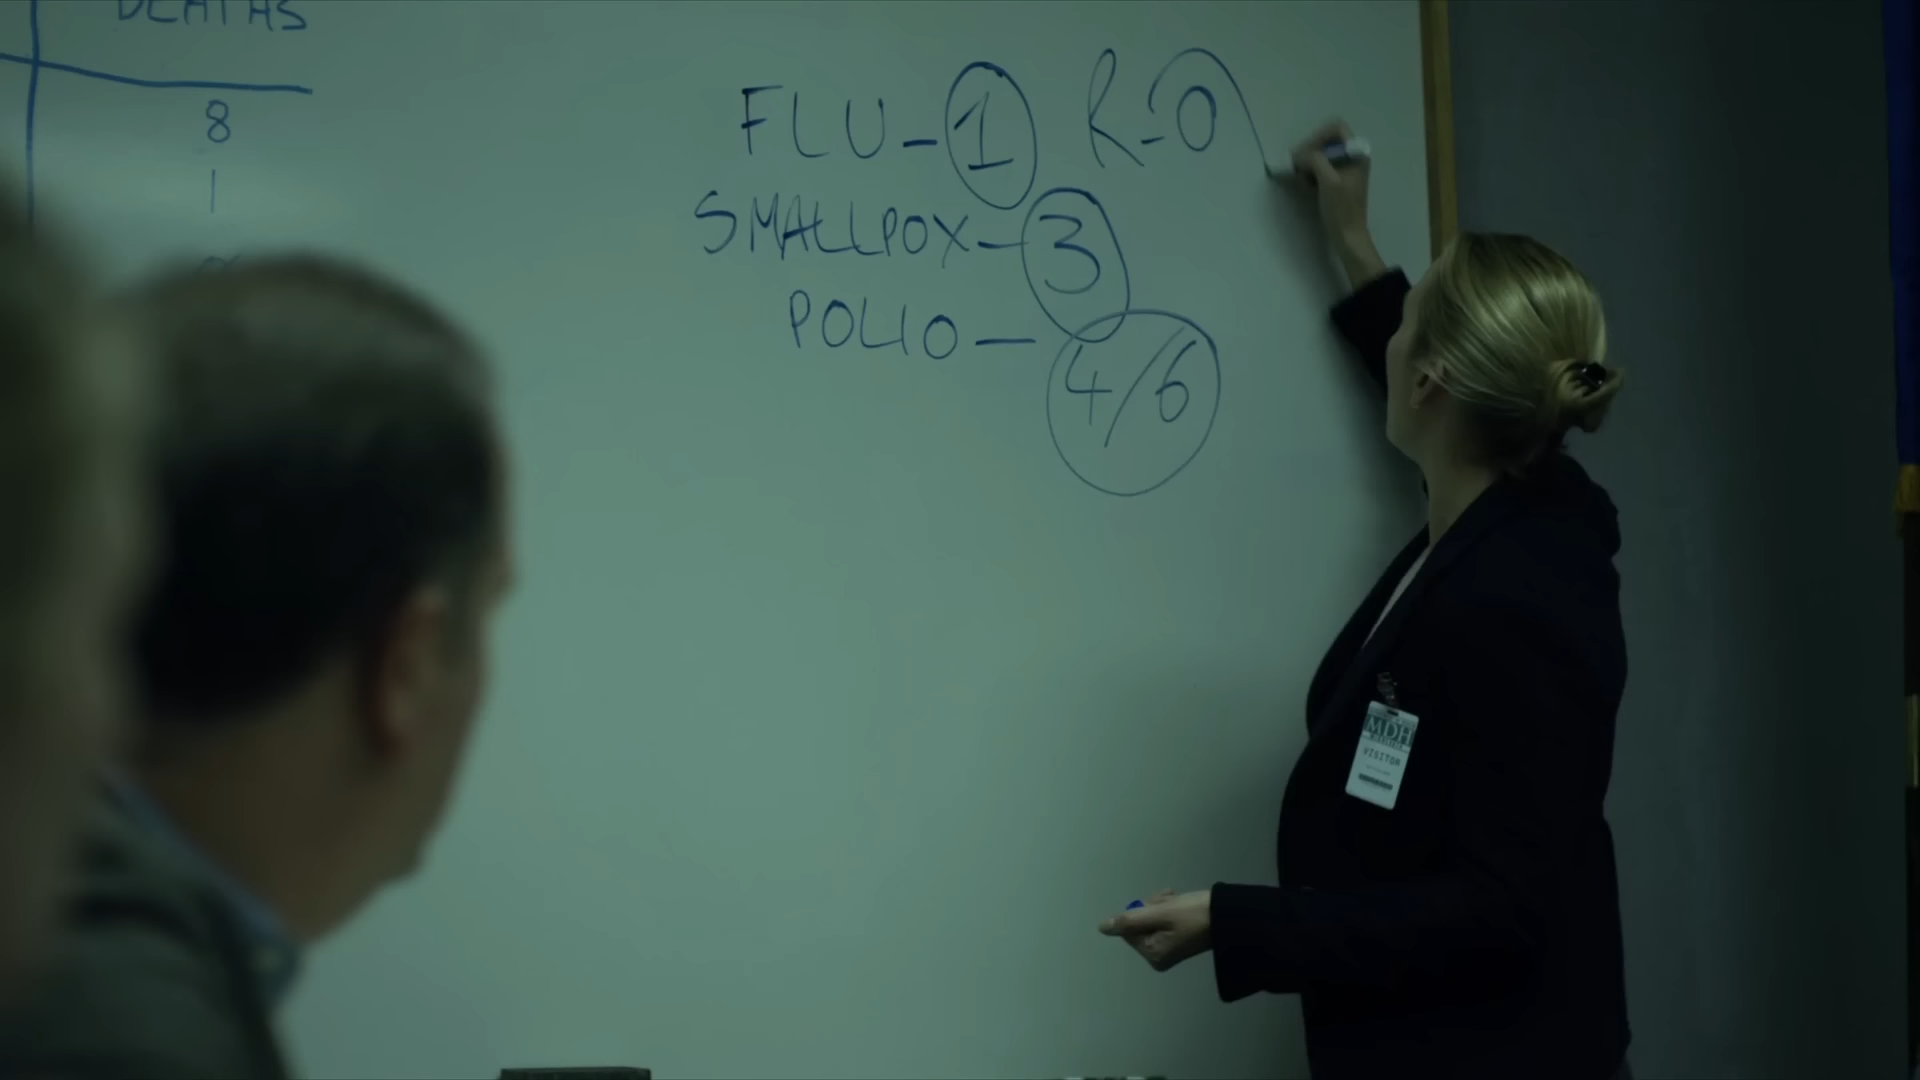 DEATHS
8
1
FLU - 1 R-0
SMALLPOX - 3
POLIO - 4/6
MDH
VISITOR